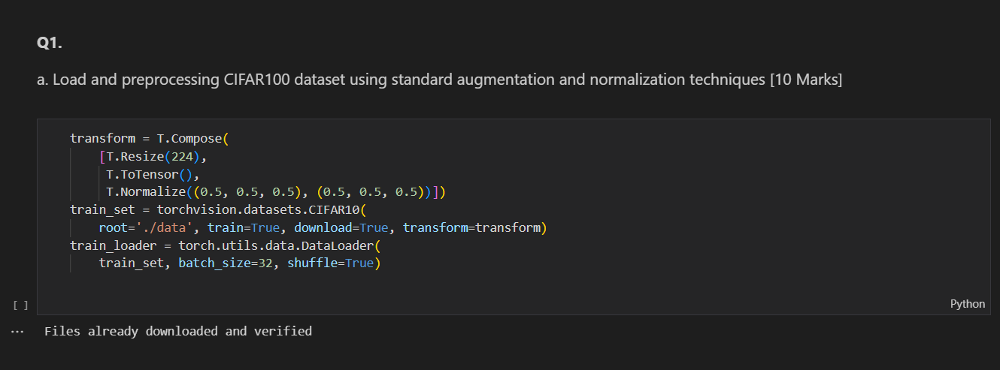 Q1.
a. Load and preprocessing CIFAR100 dataset using standard augmentation and normalization techniques [10 Marks]
transform = T.Compose(
[T.Resize(224),
T.ToTensor(),
T.Normalize((0.5, 0.5, 0.5), (0.5, 0.5, 0.5))])
train_set = torchvision.datasets.CIFAR10(
root='./data', train=True, download=True, transform=transform)
train_loader = torch.utils.data.DataLoader(
train_set, batch_size=32, shuffle=True)
[ ]
Python
... Files already downloaded and verified